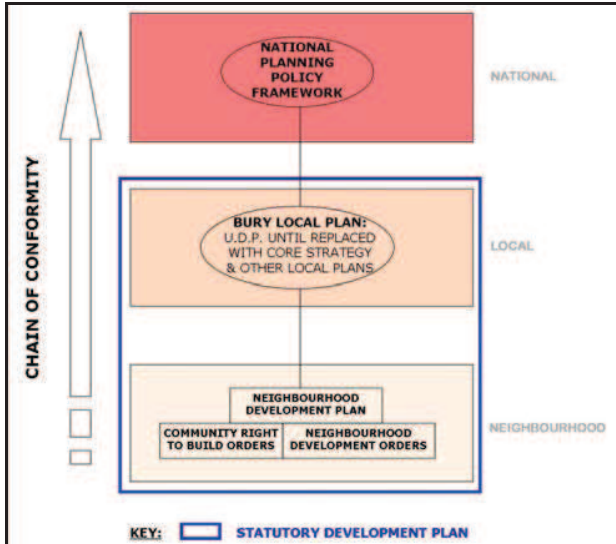 CHAIN OF CONFORMITY
NATIONAL
PLANNING
POLICY
FRAMEWORK
NATIONAL
BURY LOCAL PLAN:
U.D.P. UNTIL REPLACED
WITH CORE STRATEGY
& OTHER LOCAL PLANS
LOCAL
NEIGHBOURHOOD
DEVELOPMENT PLAN
COMMUNITY RIGHT
TO BUILD ORDERS
NEIGHBOURHOOD
DEVELOPMENT ORDERS
NEIGHBOURHOOD
KEY: STATUTORY DEVELOPMENT PLAN